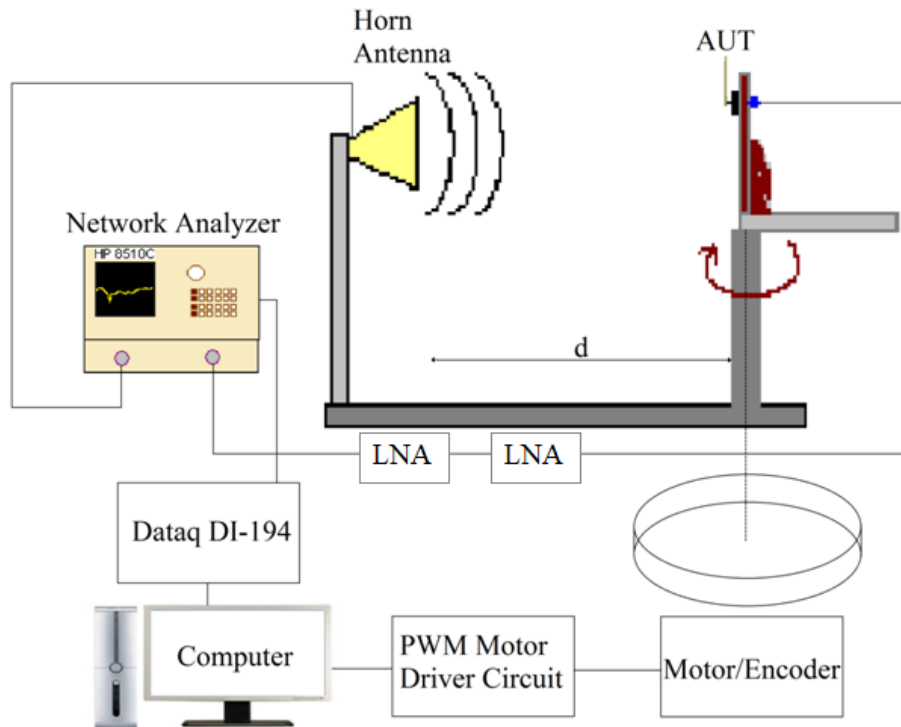 Horn
Antenna
AUT
Network Analyzer
HP 8510C
d
LNA
LNA
Dataq DI-194
Computer
PWM Motor
Driver Circuit
Motor/Encoder